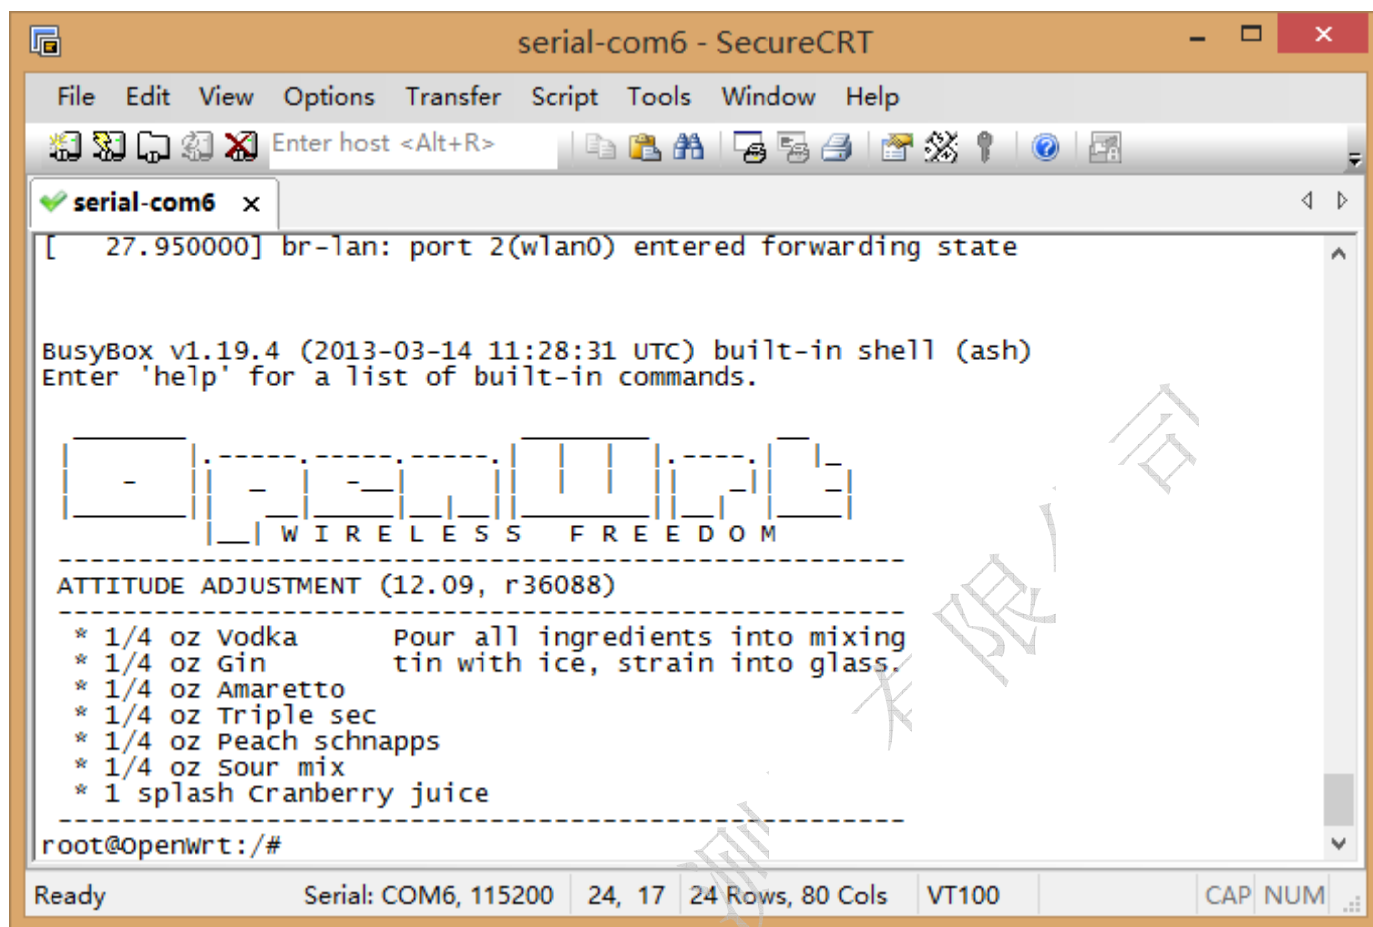 serial-com6 - SecureCRT
File Edit View Options Transfer Script Tools Window Help
Enter host <Alt+R>
serial-com6 x
[   27.950000] br-lan: port 2(wlan0) entered forwarding state
BusyBox v1.19.4 (2013-03-14 11:28:31 UTC) built-in shell (ash)
Enter 'help' for a list of built-in commands.
OpenWrt
W I R E L E S S   F R E E D O M
-----------------------------------------------------
ATTITUDE ADJUSTMENT (12.09, r36088)
-----------------------------------------------------
* 1/4 oz Vodka      Pour all ingredients into mixing
* 1/4 oz Gin        tin with ice, strain into glass.
* 1/4 oz Amaretto
* 1/4 oz Triple sec
* 1/4 oz Peach schnapps
* 1/4 oz Sour mix
* 1 splash Cranberry juice
-----------------------------------------------------
root@OpenWrt:/#
Ready Serial: COM6, 115200 24, 17 24 Rows, 80 Cols VT100 CAP NUM
有限公司